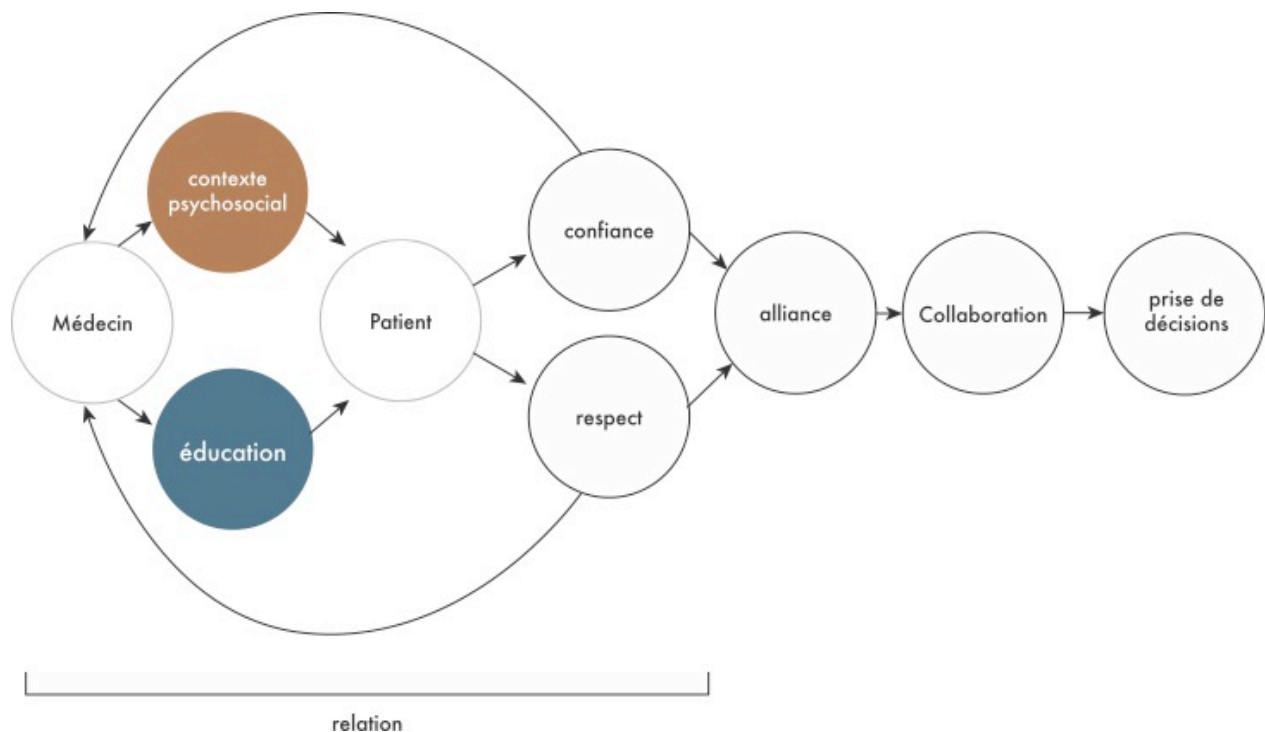 contexte
psychosocial
Médecin
éducation
Patient
confiance
respect
alliance
Collaboration
prise de
décisions
relation